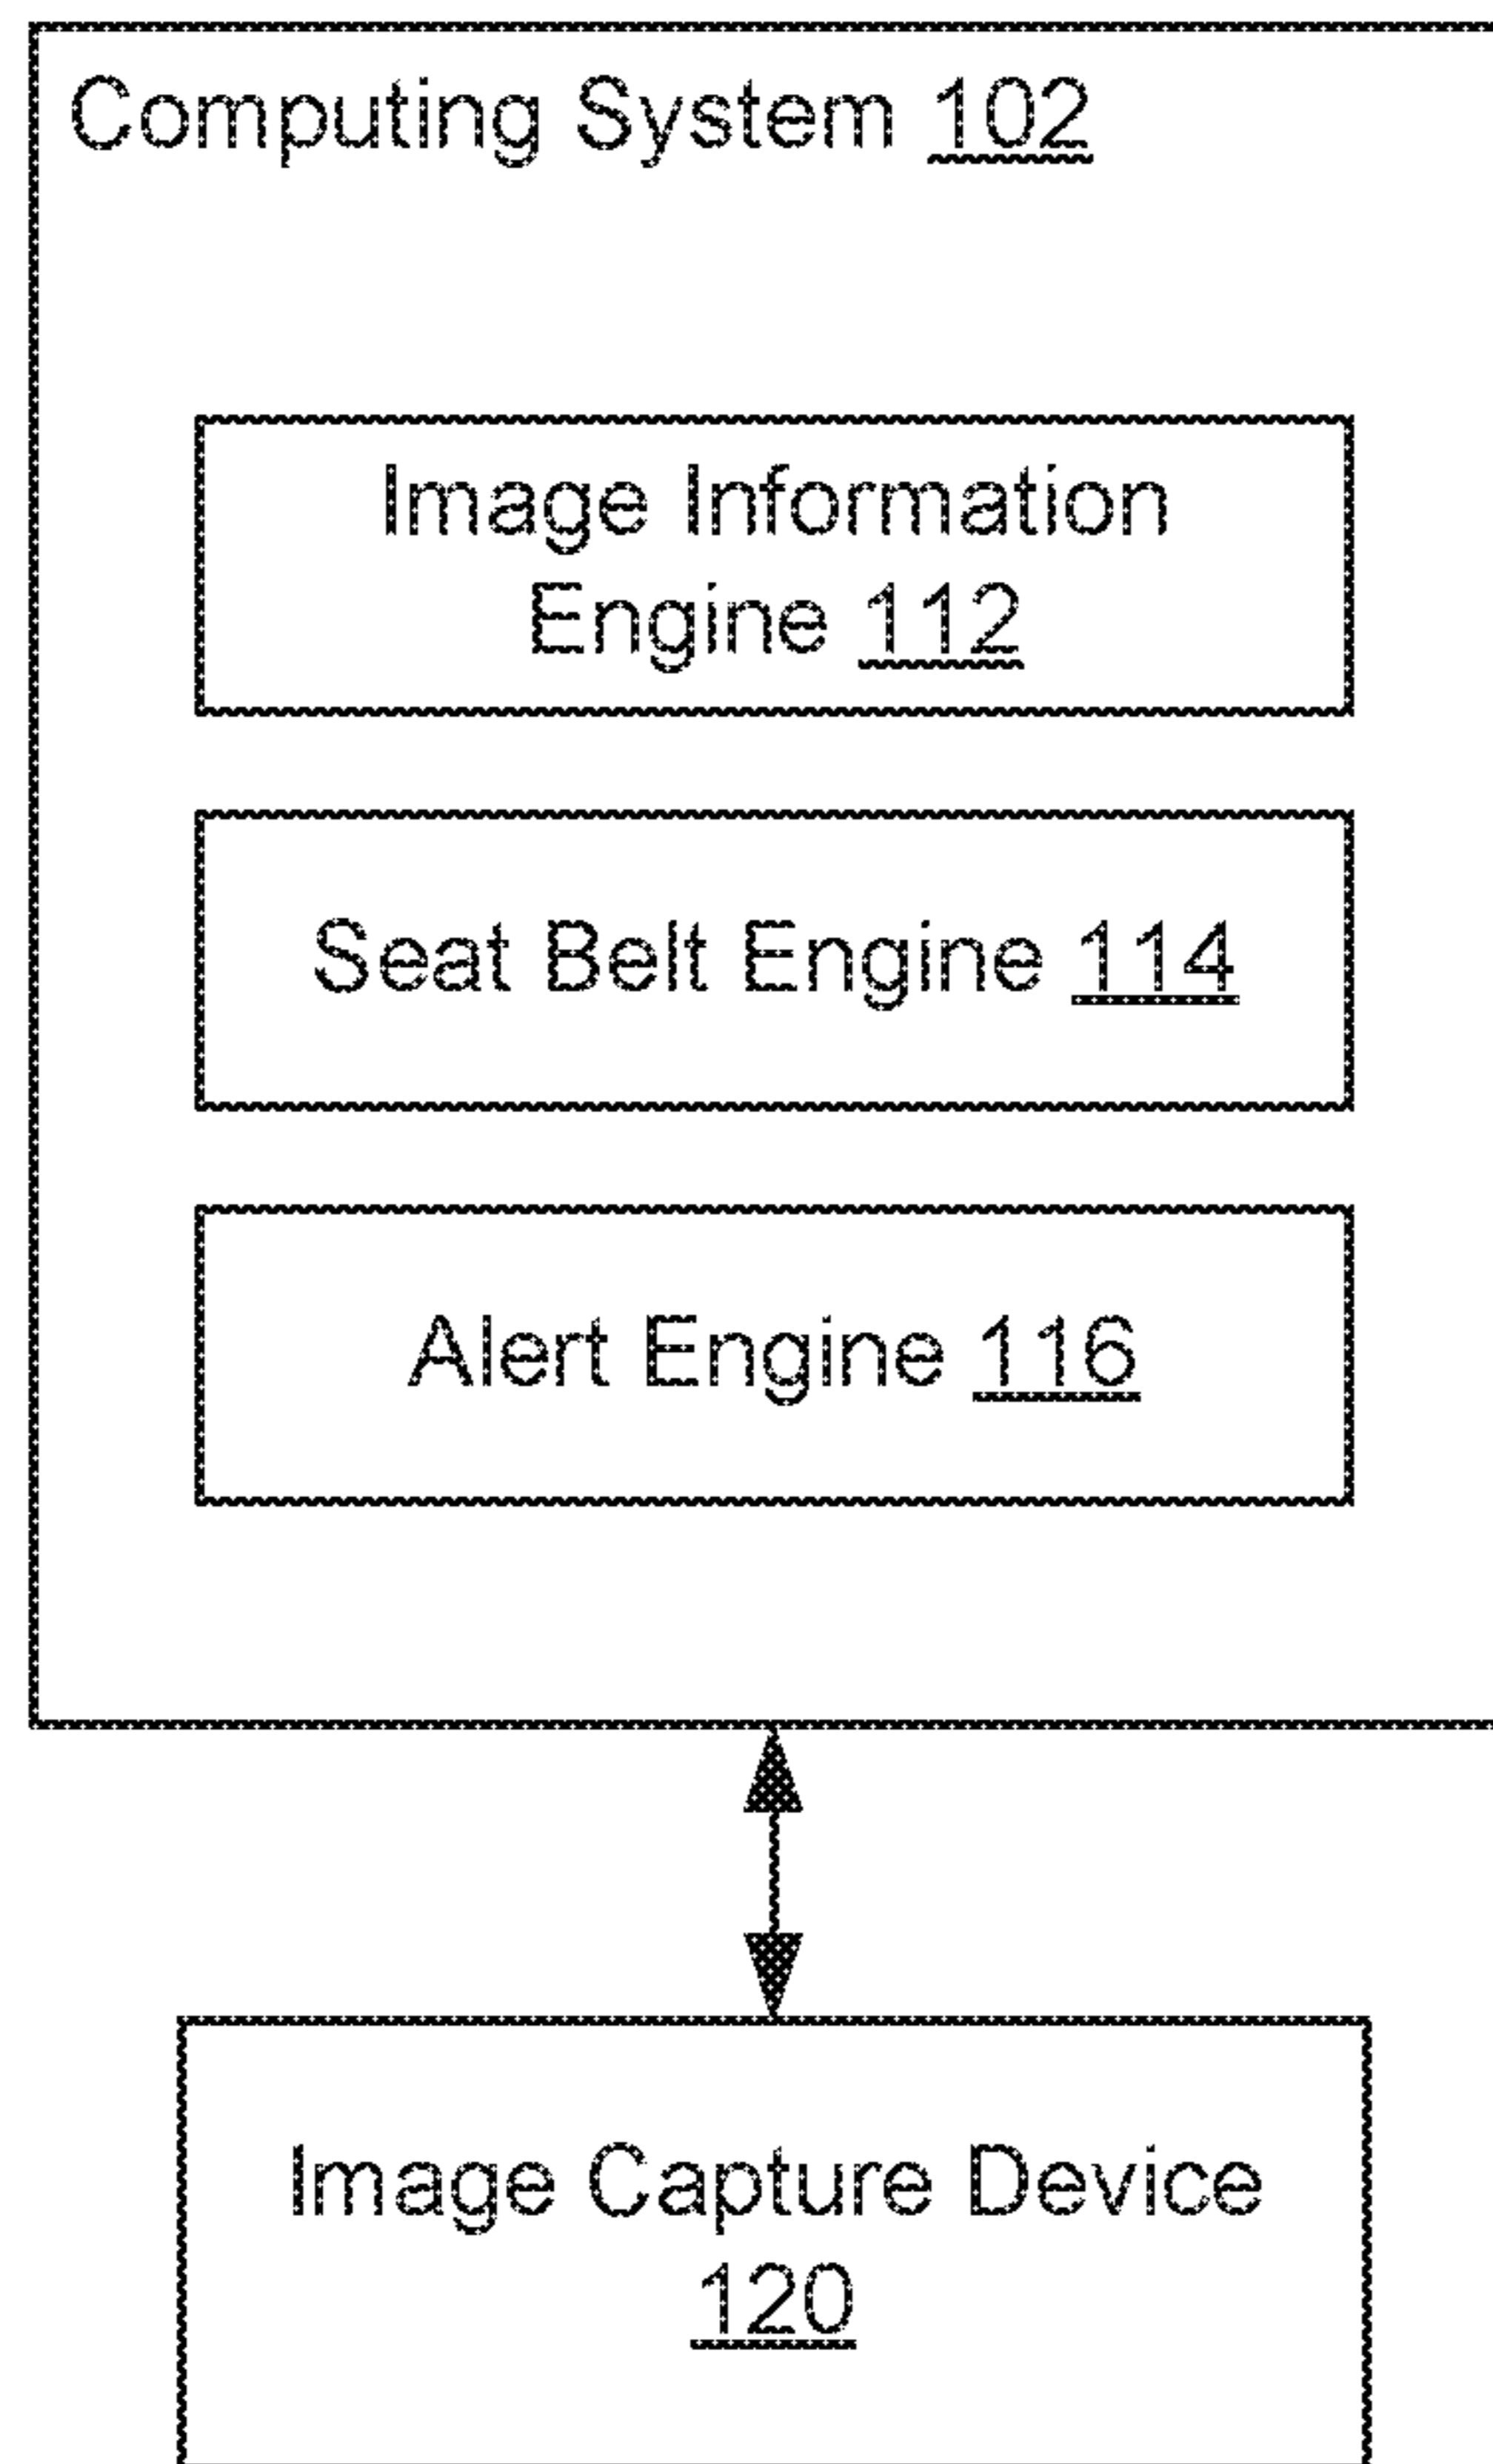 Computing System 102
Image Information
Engine 112
Seat Belt Engine 114
Alert Engine 116
Image Capture Device
120